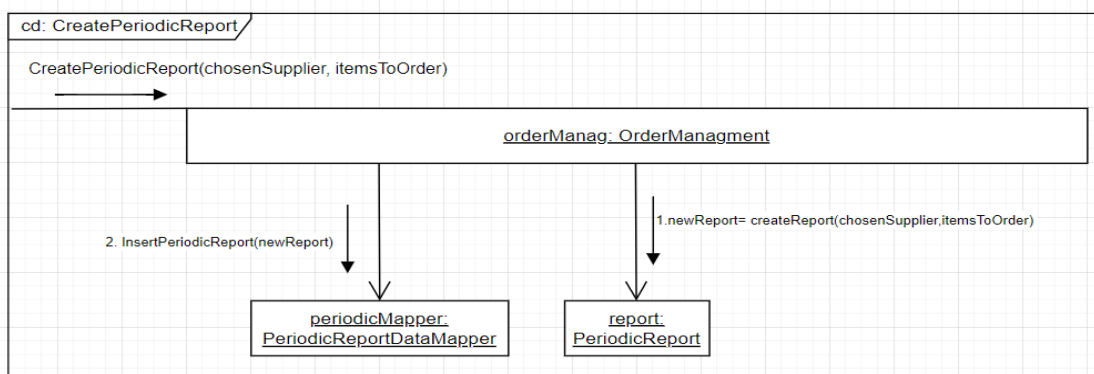 cd: CreatePeriodicReport
CreatePeriodicReport(chosenSupplier, itemsToOrder)
orderManag: OrderManagment
1.newReport= createReport(chosenSupplier,itemsToOrder)
2. InsertPeriodicReport(newReport)
periodicMapper:
PeriodicReportDataMapper
report:
PeriodicReport